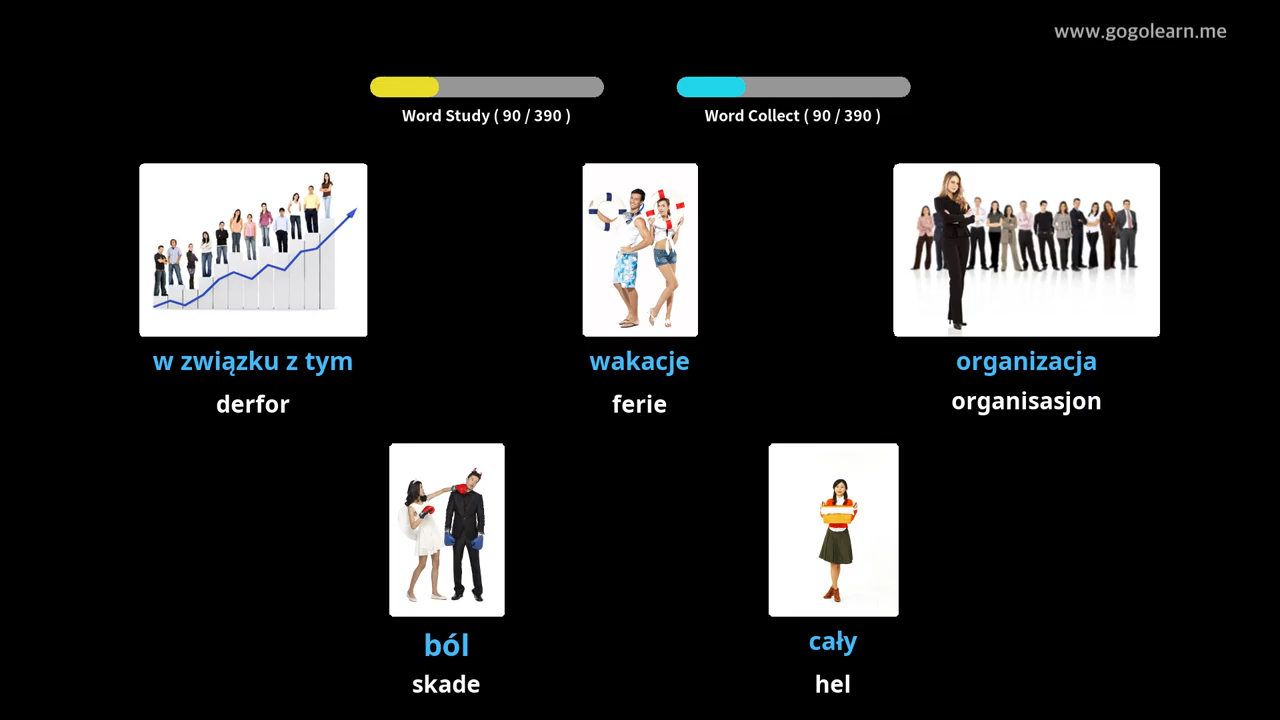 www.gogolearn.me
Word Study ( 90 / 390 )
Word Collect ( 90 / 390 )
w związku z tym
derfor
wakacje
ferie
organizacja
organisasjon
ból
skade
cały
hel